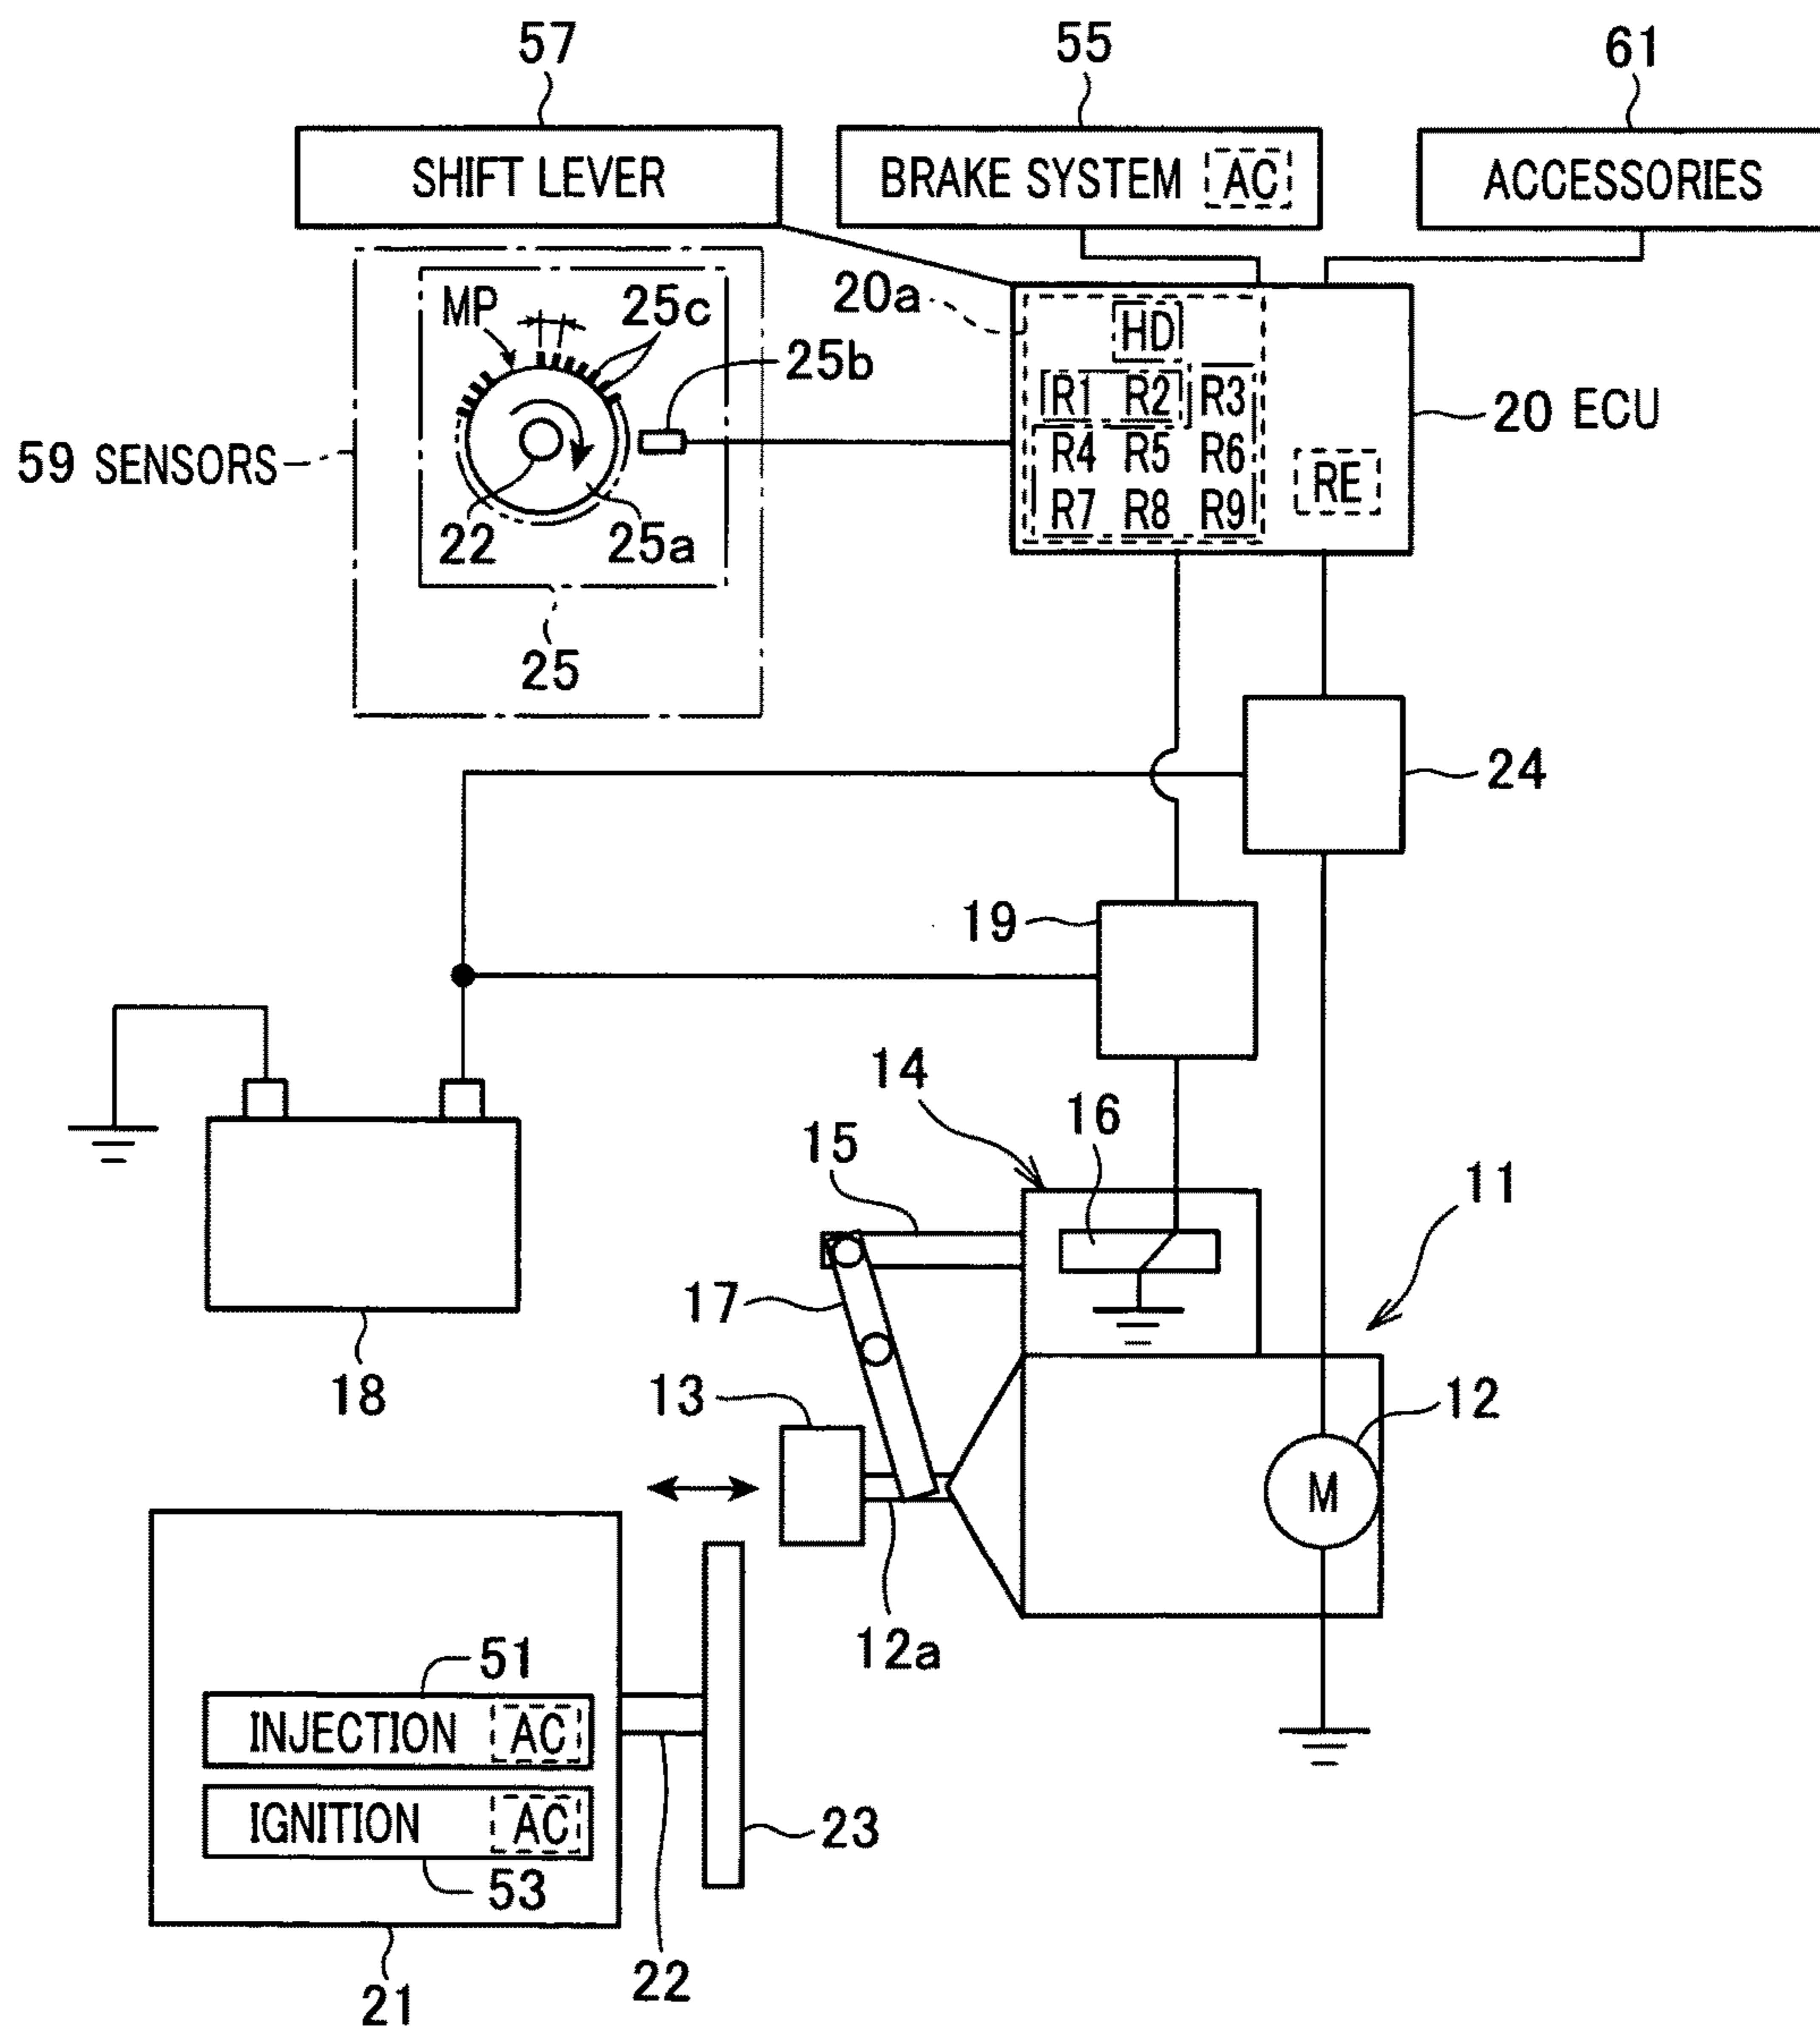 57
55
61
SHIFT LEVER
BRAKE SYSTEM AC
ACCESSORIES
MP
25c
20a
HD
25b
R1 R2 R3
20 ECU
59 SENSORS
R4 R5 R6
RE
R7 R8 R9
22
25a
25
24
19
14
16
15
11
17
18
13
12
M
12a
51
INJECTION AC
IGNITION AC
23
53
22
21